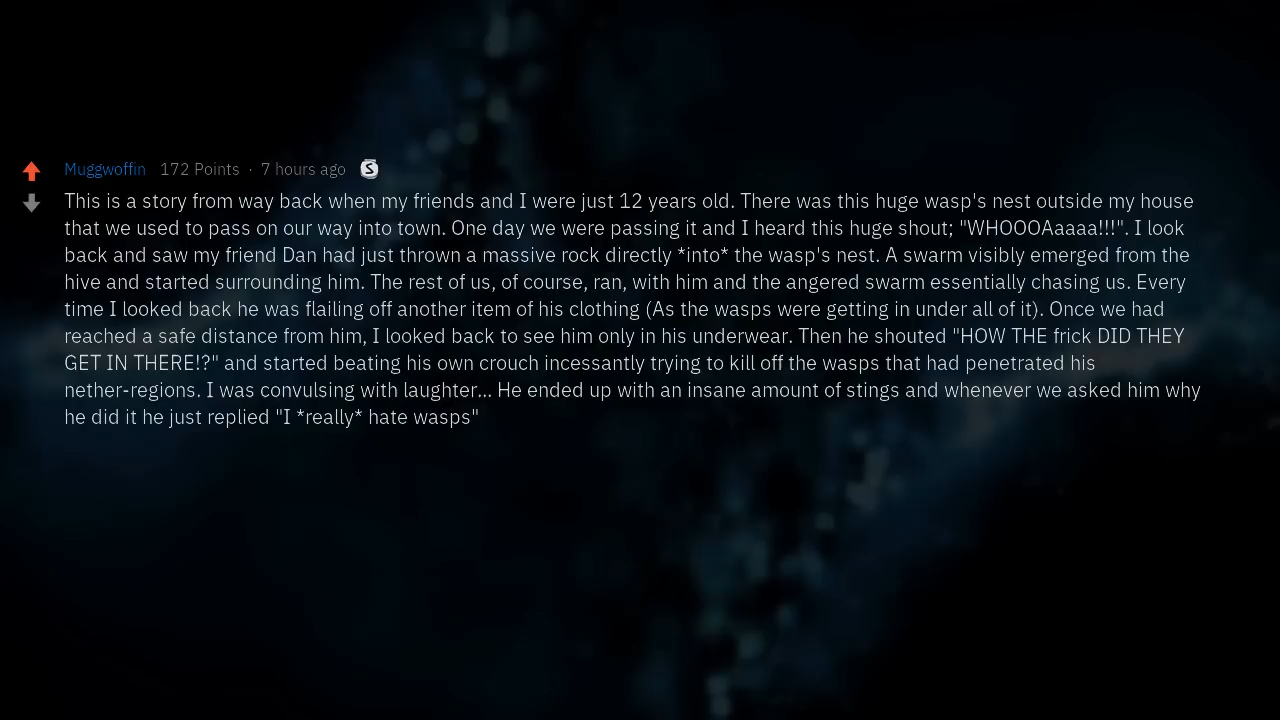 Muggwoffin 172 Points · 7 hours ago S
This is a story from way back when my friends and I were just 12 years old. There was this huge wasp's nest outside my house
that we used to pass on our way into town. One day we were passing it and I heard this huge shout; "WHOOOAaaaa!!!". I look
back and saw my friend Dan had just thrown a massive rock directly *into* the wasp's nest. A swarm visibly emerged from the
hive and started surrounding him. The rest of us, of course, ran, with him and the angered swarm essentially chasing us. Every
time I looked back he was flailing off another item of his clothing (As the wasps were getting in under all of it). Once we had
reached a safe distance from him, I looked back to see him only in his underwear. Then he shouted "HOW THE frick DID THEY
GET IN THERE!?" and started beating his own crouch incessantly trying to kill off the wasps that had penetrated his
nether-regions. I was convulsing with laughter... He ended up with an insane amount of stings and whenever we asked him why
he did it he just replied "I *really* hate wasps"